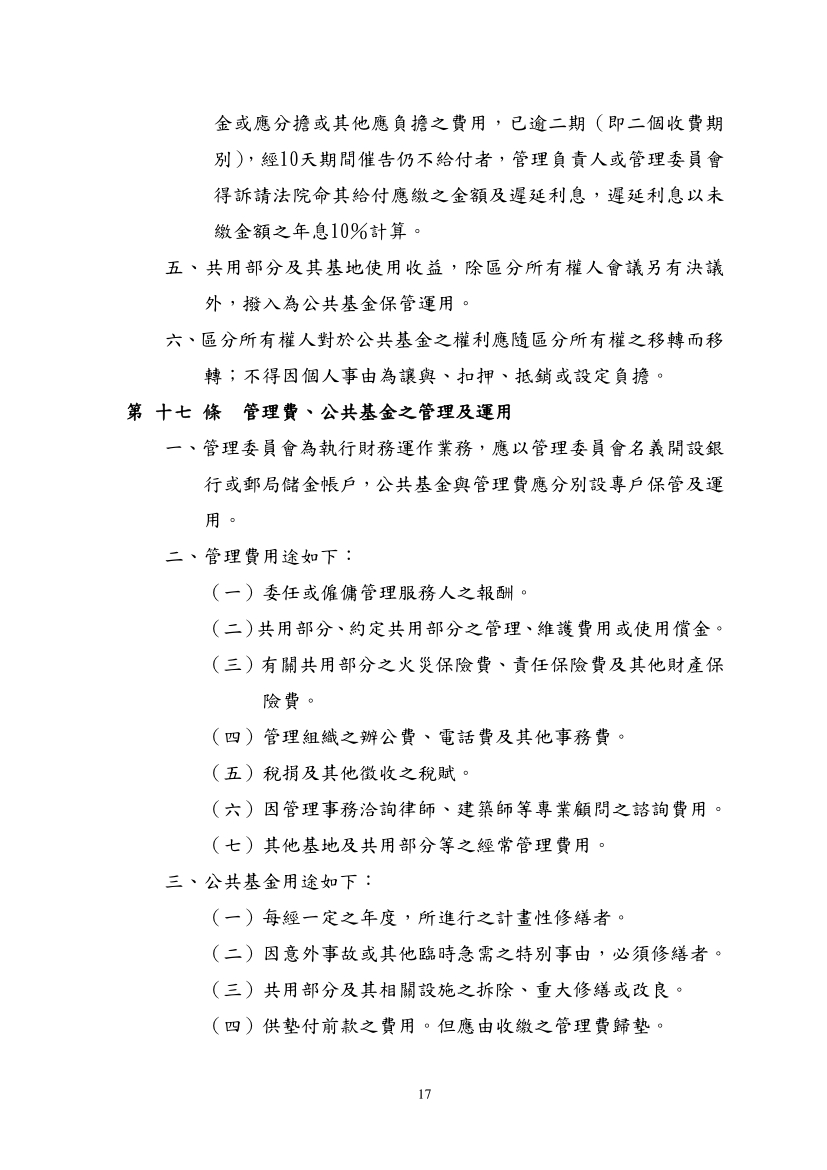 金或應分擔或其他應負擔之費用，已逾二期（即二個收費期
別），經10天期間催告仍不給付者，管理負責人或管理委員會
得訴請法院命其給付應繳之金額及遲延利息，遲延利息以未
繳金額之年息10％計算。
五、共用部分及其基地使用收益，除區分所有權人會議另有決議
外，撥入為公共基金保管運用。
六、區分所有權人對於公共基金之權利應隨區分所有權之移轉而移
轉；不得因個人事由為讓與、扣押、抵銷或設定負擔。
第 十七 條　管理費、公共基金之管理及運用
一、管理委員會為執行財務運作業務，應以管理委員會名義開設銀
行或郵局儲金帳戶，公共基金與管理費應分別設專戶保管及運
用。
二、管理費用途如下：
（一）委任或僱傭管理服務人之報酬。
（二）共用部分、約定共用部分之管理、維護費用或使用償金。
（三）有關共用部分之火災保險費、責任保險費及其他財產保
險費。
（四）管理組織之辦公費、電話費及其他事務費。
（五）稅捐及其他徵收之稅賦。
（六）因管理事務洽詢律師、建築師等專業顧問之諮詢費用。
（七）其他基地及共用部分等之經常管理費用。
三、公共基金用途如下：
（一）每經一定之年度，所進行之計畫性修繕者。
（二）因意外事故或其他臨時急需之特別事由，必須修繕者。
（三）共用部分及其相關設施之拆除、重大修繕或改良。
（四）供墊付前款之費用。但應由收繳之管理費歸墊。
17